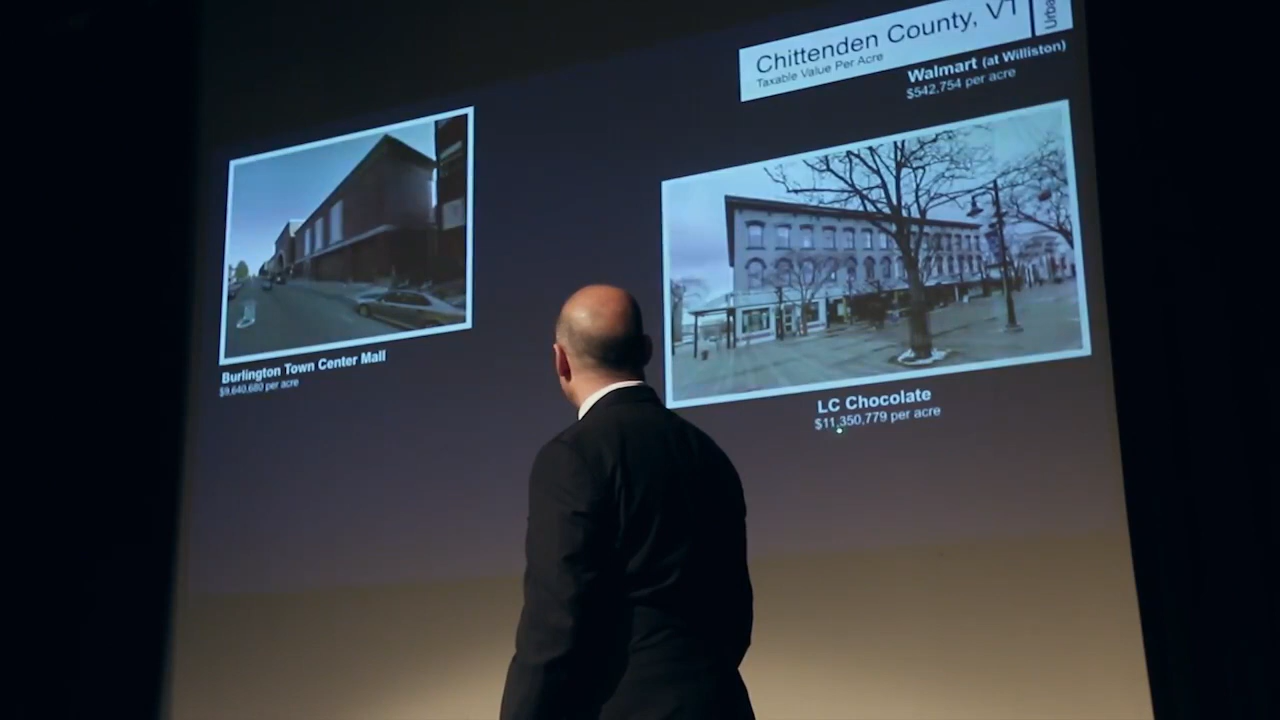 Chittenden County, VT
Taxable Value Per Acre
Urba
Walmart (at Williston)
$542,754 per acre
Burlington Town Center Mall
$9,640,680 per acre
LC Chocolate
$11,350,779 per acre